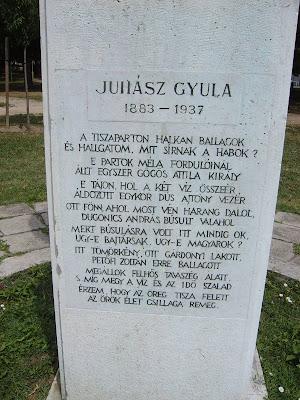 JUHÁSZ GYULA
1883 – 1937
A TISZAPARTON HALKAN BALLAGOK
ÉS HALLGATOM, MIT SÍRNAK A HABOK?
E PARTOK MÉLA FORDULÓINÁL
ÁLLT EGYSZER GŐGÖS ATTILA KIRÁLY
E TÁJON, HOL A KÉT VÍZ ÖSSZEÉR
ÁLDOZOTT EGYKOR DUS AJTONY VEZÉR
OTT FÖNN, AHOL MOST VÉN HARANG DALOL,
DUGONICS ANDRÁS BÚSULT VALAHOL
MERT BÚSULÁSRA VOLT ITT MINDIG OK,
UGY-E BAJTÁRSAK, UGY-E MAGYAROK?
ITT TÖMÖRKÉNY, OTT GÁRDONYI LAKOTT,
PETŐFI ZOLTÁN ERRE BALLAGOTT
MEGÁLLOK FELHŐS TAVASZÉG ALATT,
S MÍG MEGY A VÍZ ÉS AZ IDŐ SZALAD
ÉRZEM, HOGY AZ ÖREG TISZA FELETT
AZ ÖRÖK ÉLET CSILLAGA REMEG.